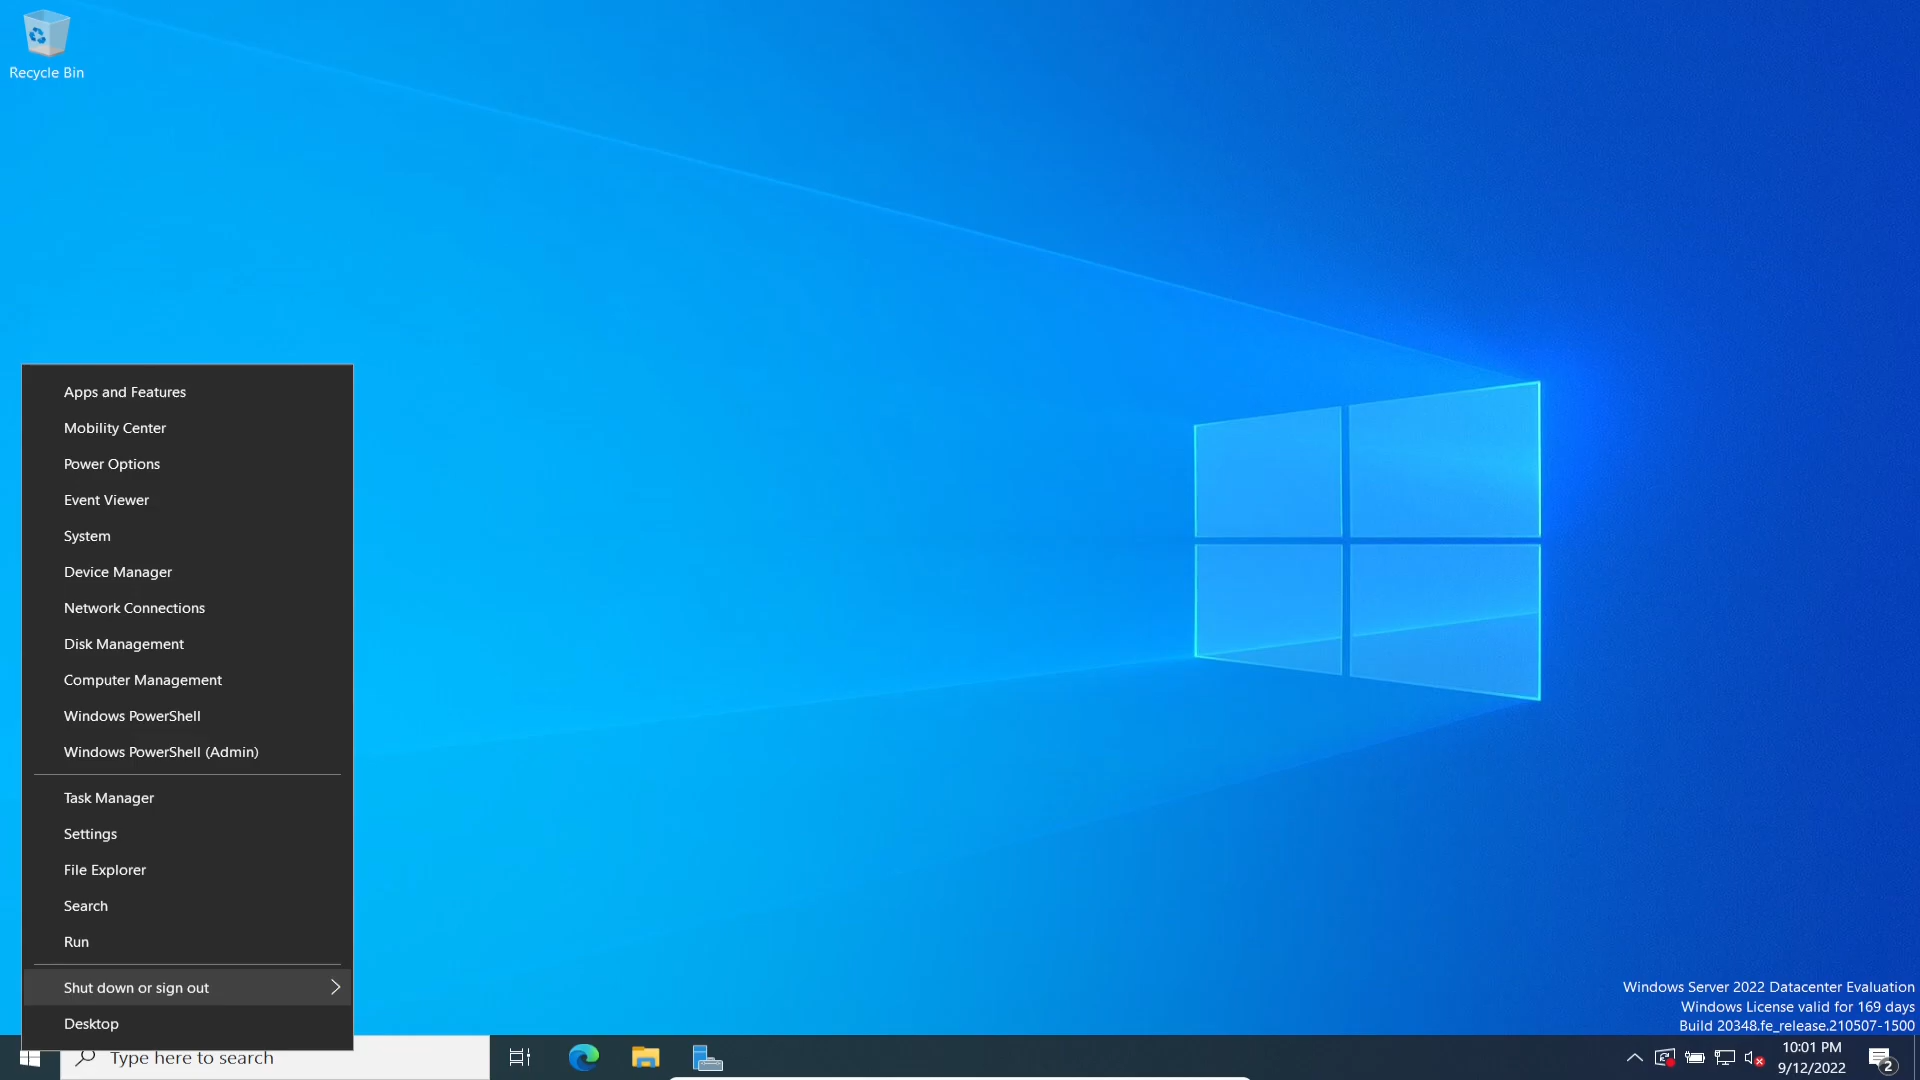 Recycle Bin
Apps and Features
Mobility Center
Power Options
Event Viewer
System
Device Manager
Network Connections
Disk Management
Computer Management
Windows PowerShell
Windows PowerShell (Admin)
Task Manager
Settings
File Explorer
Search
Run
Shut down or sign out
Desktop
Type here to search
Windows Server 2022 Datacenter Evaluation
Windows License valid for 169 days
Build 20348.fe_release.210507-1500
10:01 PM
9/12/2022
2